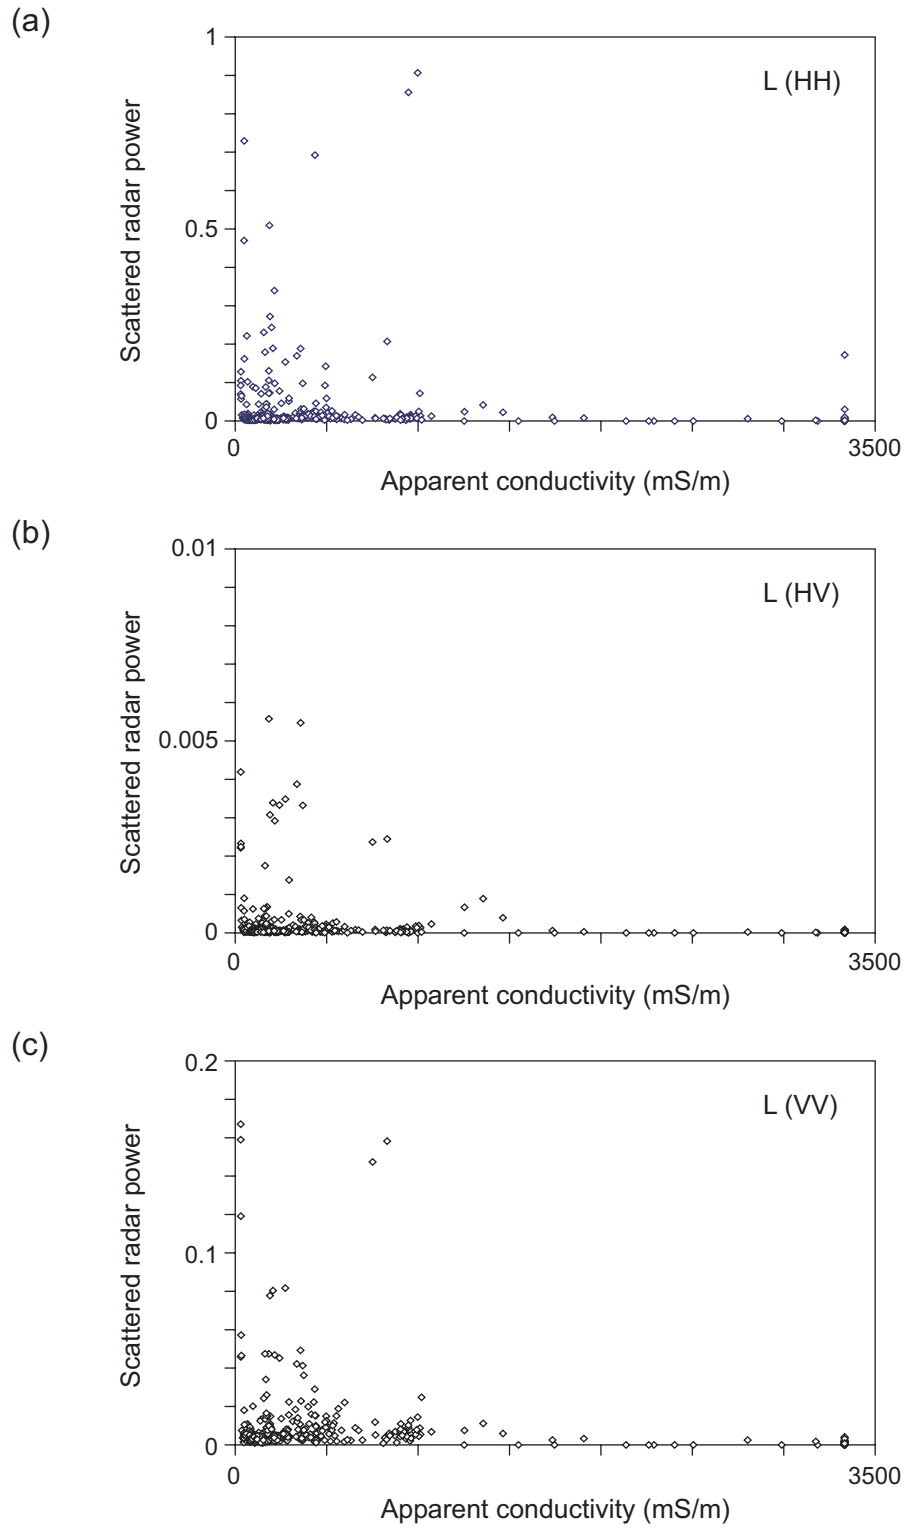 (a)
1
L (HH)
Scattered radar power
0.5
0
0
3500
Apparent conductivity (mS/m)
(b)
0.01
L (HV)
Scattered radar power
0.005
0
0
3500
Apparent conductivity (mS/m)
(c)
0.2
L (VV)
Scattered radar power
0.1
0
0
3500
Apparent conductivity (mS/m)